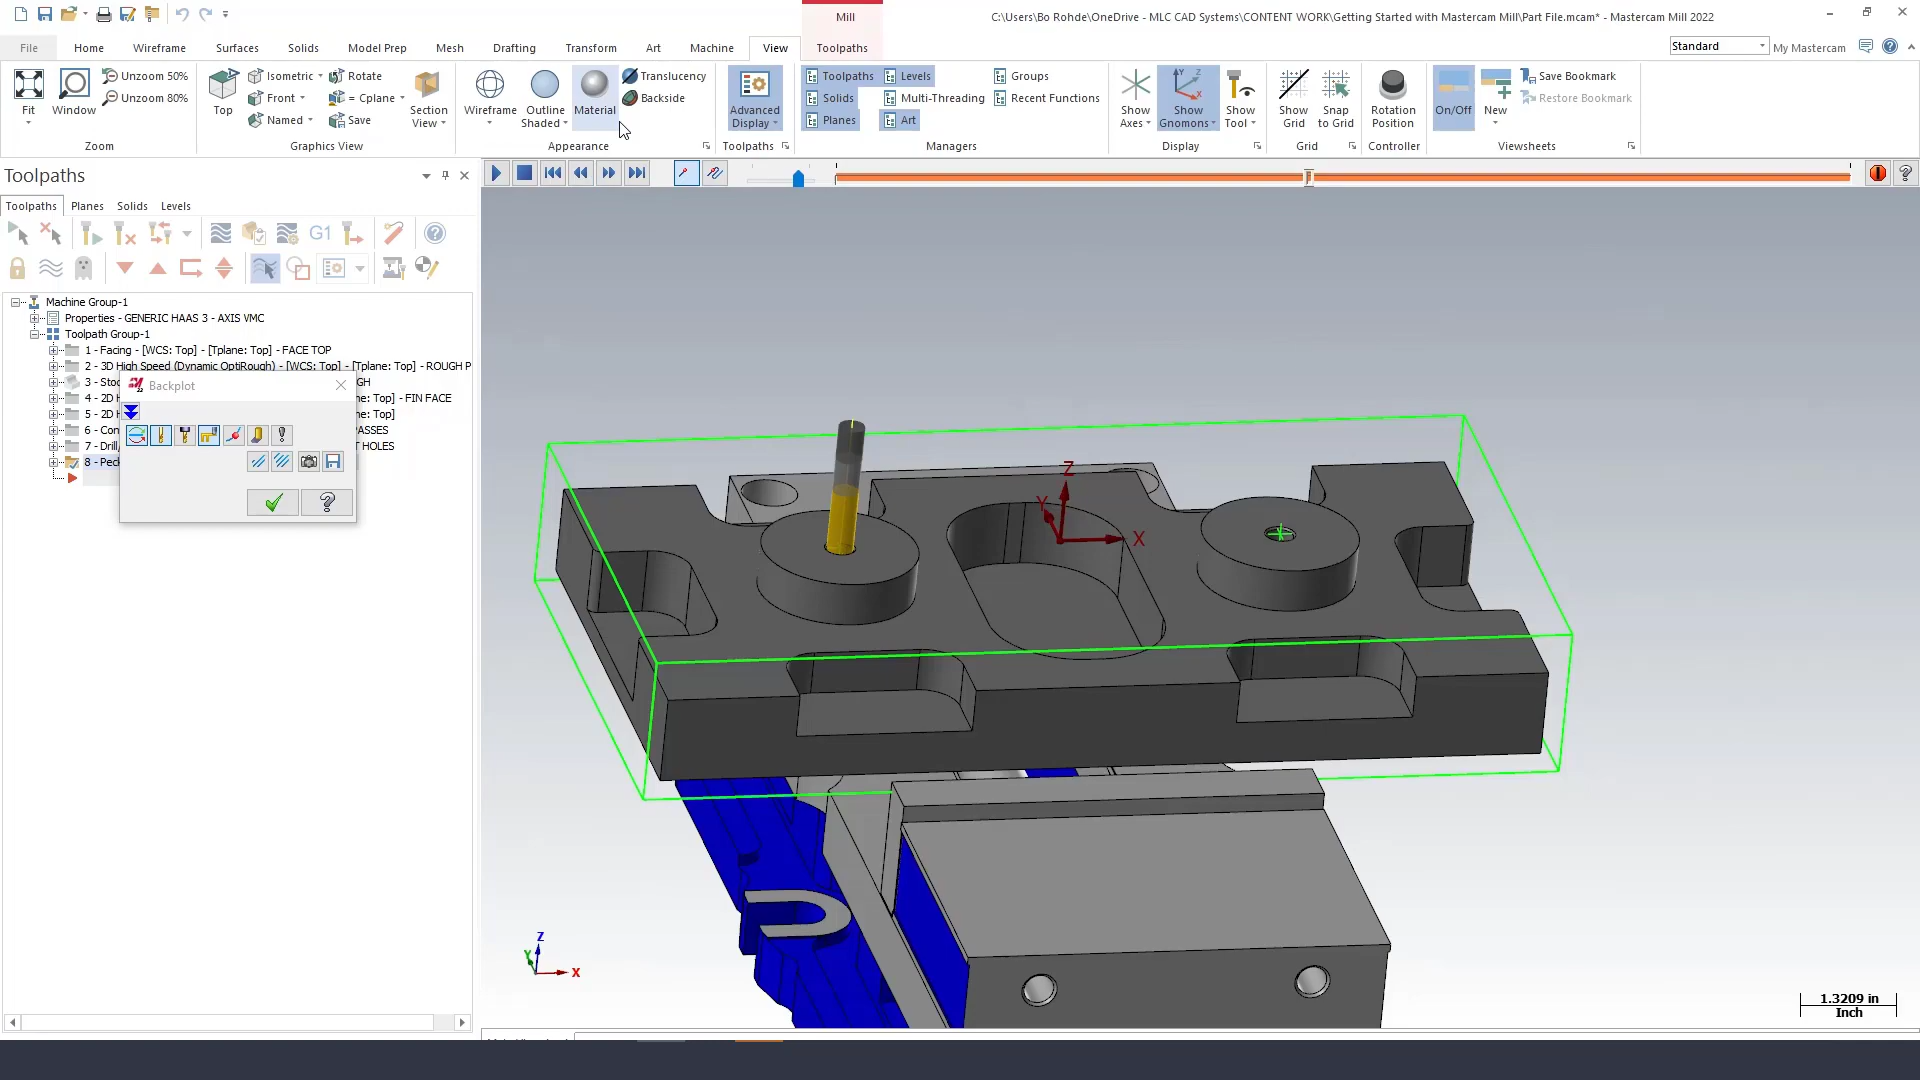 Mill
C:\Users\Bo Rohde\OneDrive - MLC CAD Systems\CONTENT WORK\Getting Started with Mastercam Mill\Part File.mcam* - Mastercam Mill 2022
File Home Wireframe Surfaces Solids Model Prep Mesh Drafting Transform Art Machine View Toolpaths
Standard My Mastercam
Fit Window Unzoom 50% Unzoom 80%
Zoom
Top Isometric Front Named Rotate = Cplane Save Section View
Graphics View
Wireframe Outline Shaded Material Translucency Backside
Appearance
Advanced Display
Toolpaths
Toolpaths Solids Planes Levels Multi-Threading Art Groups Recent Functions
Managers
Show Axes Show Gnomons Show Tool
Display
Show Grid Snap to Grid
Grid
Rotation Position
Controller
On/Off New Save Bookmark Restore Bookmark
Viewsheets
Toolpaths
Toolpaths Planes Solids Levels
G1
Machine Group-1
Properties - GENERIC HAAS 3 - AXIS VMC
Toolpath Group-1
1 - Facing - [WCS: Top] - [Tplane: Top] - FACE TOP
2 - 3D High Speed (Dynamic OptiRough) - [WCS: Top] - [Tplane: Top] - ROUGH P
3 - Stoc GH
4 - 2D H ne: Top] - FIN FACE
5 - 2D H ne: Top]
6 - Con ASSES
7 - Drill/ T HOLES
8 - Peck
Backplot
Z
Y
X
Z
Y
X
1.3209 in
Inch